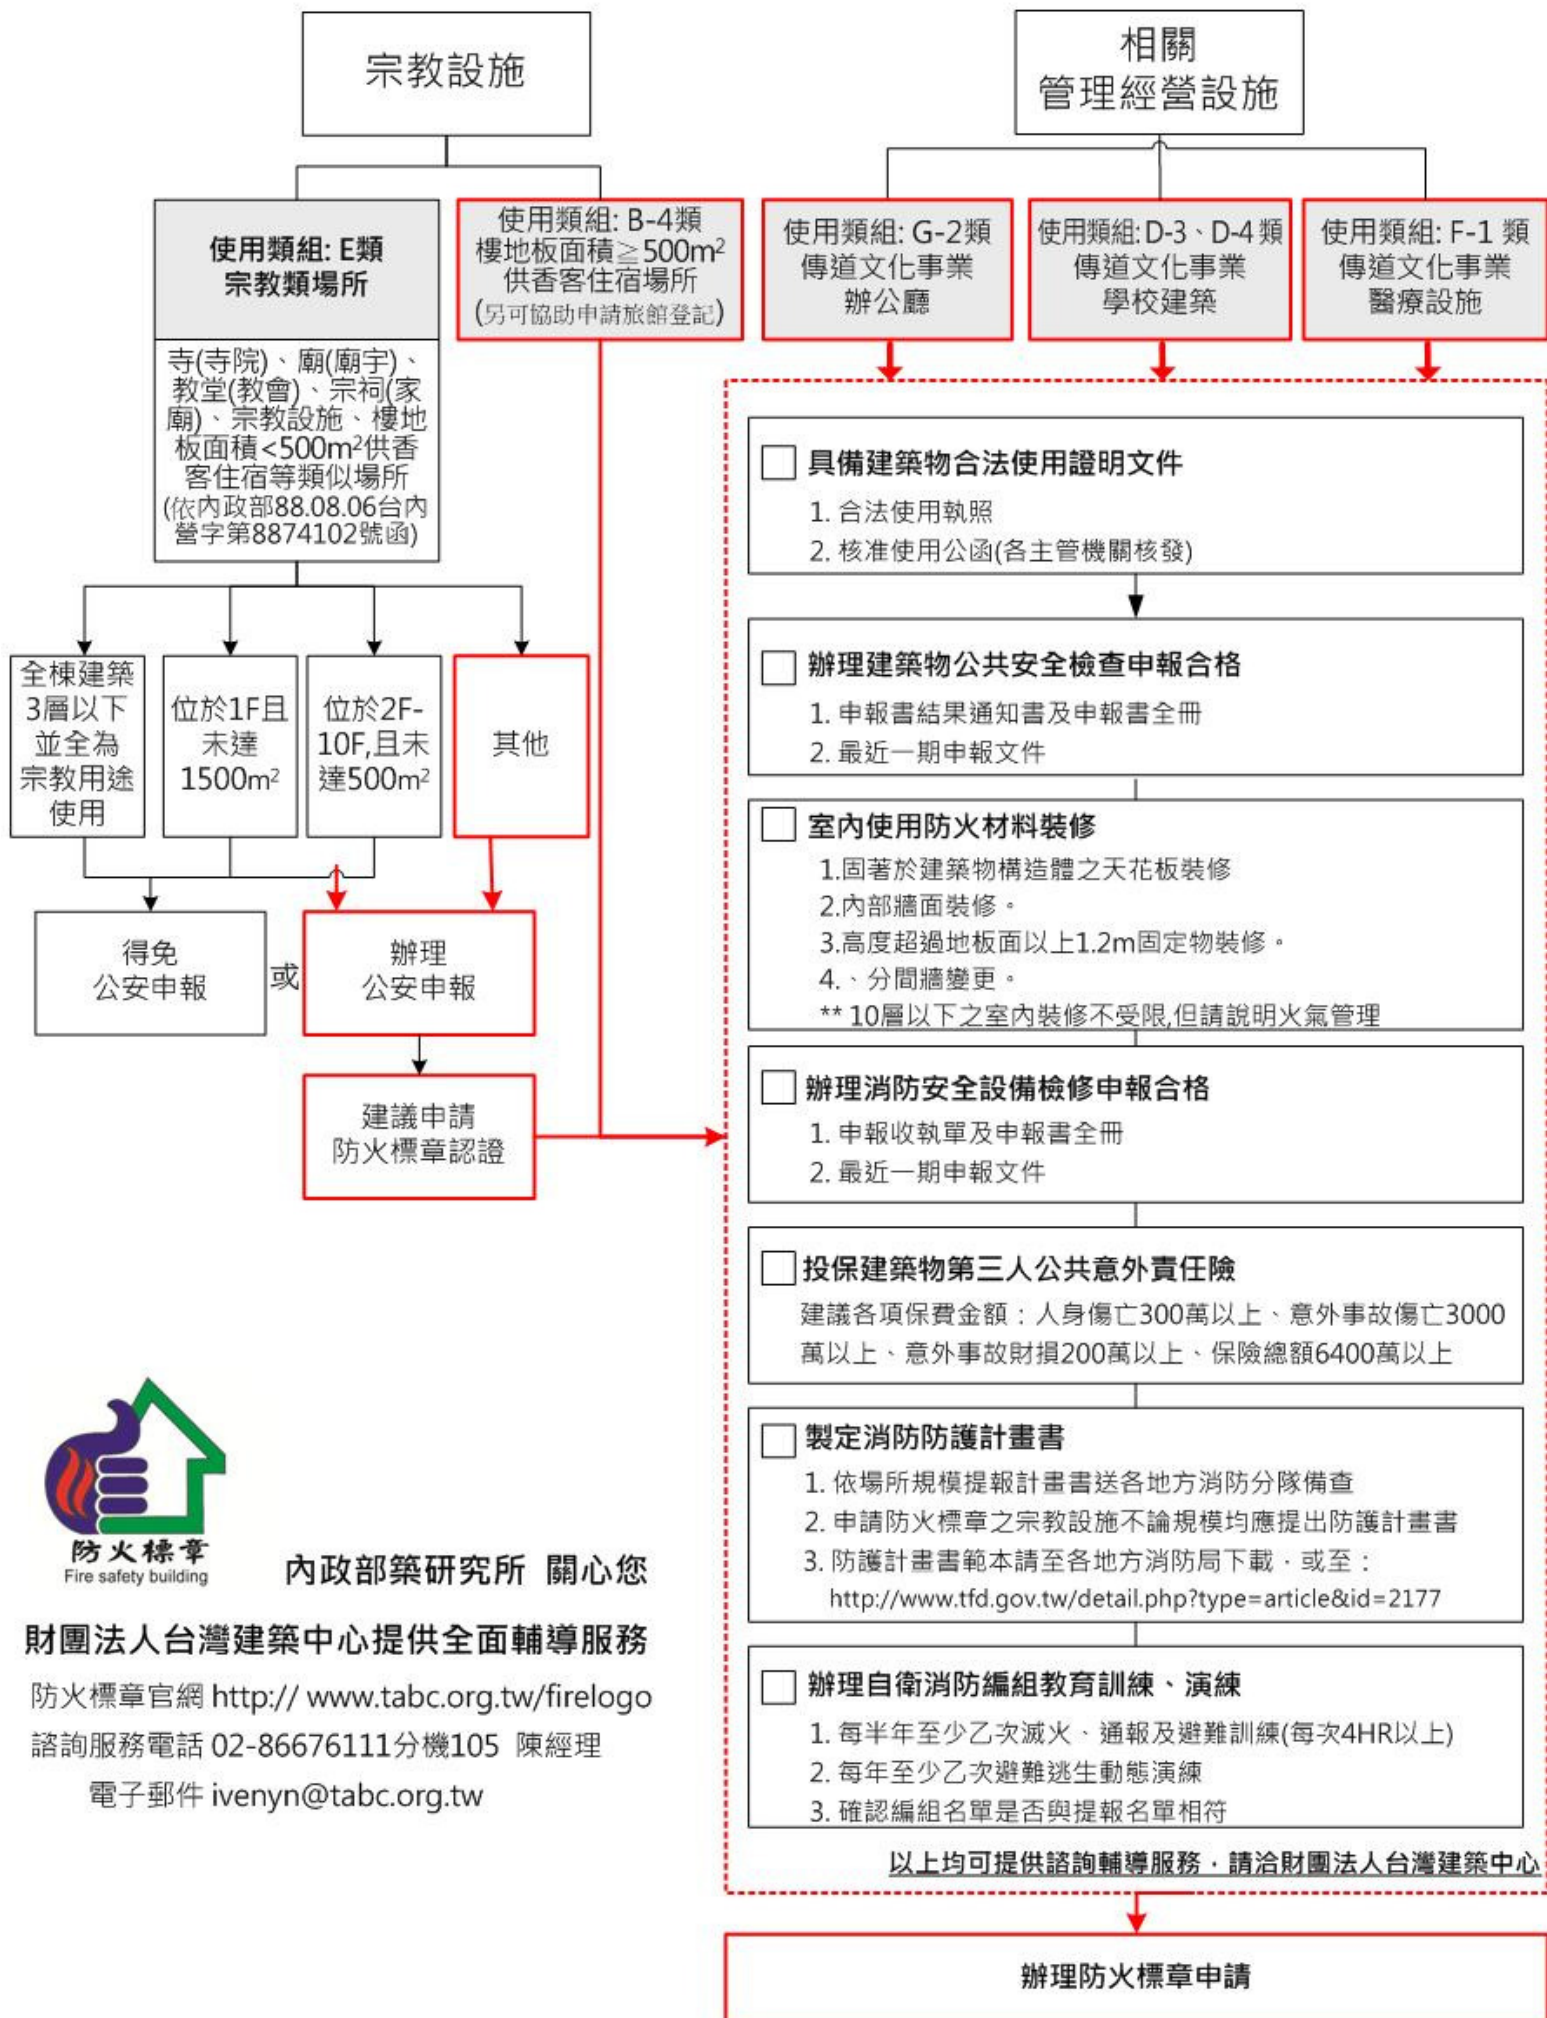 宗教設施
相關
管理經營設施
使用類組: E類
宗教類場所
使用類組: B-4類
樓地板面積≧500m²
供香客住宿場所
(另可協助申請旅館登記)
使用類組: G-2類
傳道文化事業
辦公廳
使用類組:D-3、D-4 類
傳道文化事業
學校建築
使用類組: F-1 類
傳道文化事業
醫療設施
寺(寺院)、廟(廟宇)、
教堂(教會)、宗祠(家
廟)、宗教設施、樓地
板面積<500m²供香
客住宿等類似場所
(依內政部88.08.06台內
營字第8874102號函)
全棟建築
3層以下
並全為
宗教用途
使用
位於1F且
未達
1500m²
位於2F-
10F,且未
達500m²
其他
得免
公安申報
或
辦理
公安申報
建議申請
防火標章認證
具備建築物合法使用證明文件
1. 合法使用執照
2. 核准使用公函(各主管機關核發)
辦理建築物公共安全檢查申報合格
1. 申報書結果通知書及申報書全冊
2. 最近一期申報文件
室內使用防火材料裝修
1.固著於建築物構造體之天花板裝修
2.內部牆面裝修。
3.高度超過地板面以上1.2m固定物裝修。
4.、分間牆變更。
** 10層以下之室內裝修不受限,但請說明火氣管理
辦理消防安全設備檢修申報合格
1. 申報收執單及申報書全冊
2. 最近一期申報文件
投保建築物第三人公共意外責任險
建議各項保費金額：人身傷亡300萬以上、意外事故傷亡3000
萬以上、意外事故財損200萬以上、保險總額6400萬以上
製定消防防護計畫書
1. 依場所規模提報計畫書送各地方消防分隊備查
2. 申請防火標章之宗教設施不論規模均應提出防護計畫書
3. 防護計畫書範本請至各地方消防局下載，或至：
http://www.tfd.gov.tw/detail.php?type=article&id=2177
辦理自衛消防編組教育訓練、演練
1. 每半年至少乙次滅火、通報及避難訓練(每次4HR以上)
2. 每年至少乙次避難逃生動態演練
3. 確認編組名單是否與提報名單相符
以上均可提供諮詢輔導服務，請洽財團法人台灣建築中心
辦理防火標章申請
防火標章
Fire safety building
內政部築研究所 關心您
財團法人台灣建築中心提供全面輔導服務
防火標章官網 http:// www.tabc.org.tw/firelogo
諮詢服務電話 02-86676111分機105 陳經理
電子郵件 ivenyn@tabc.org.tw